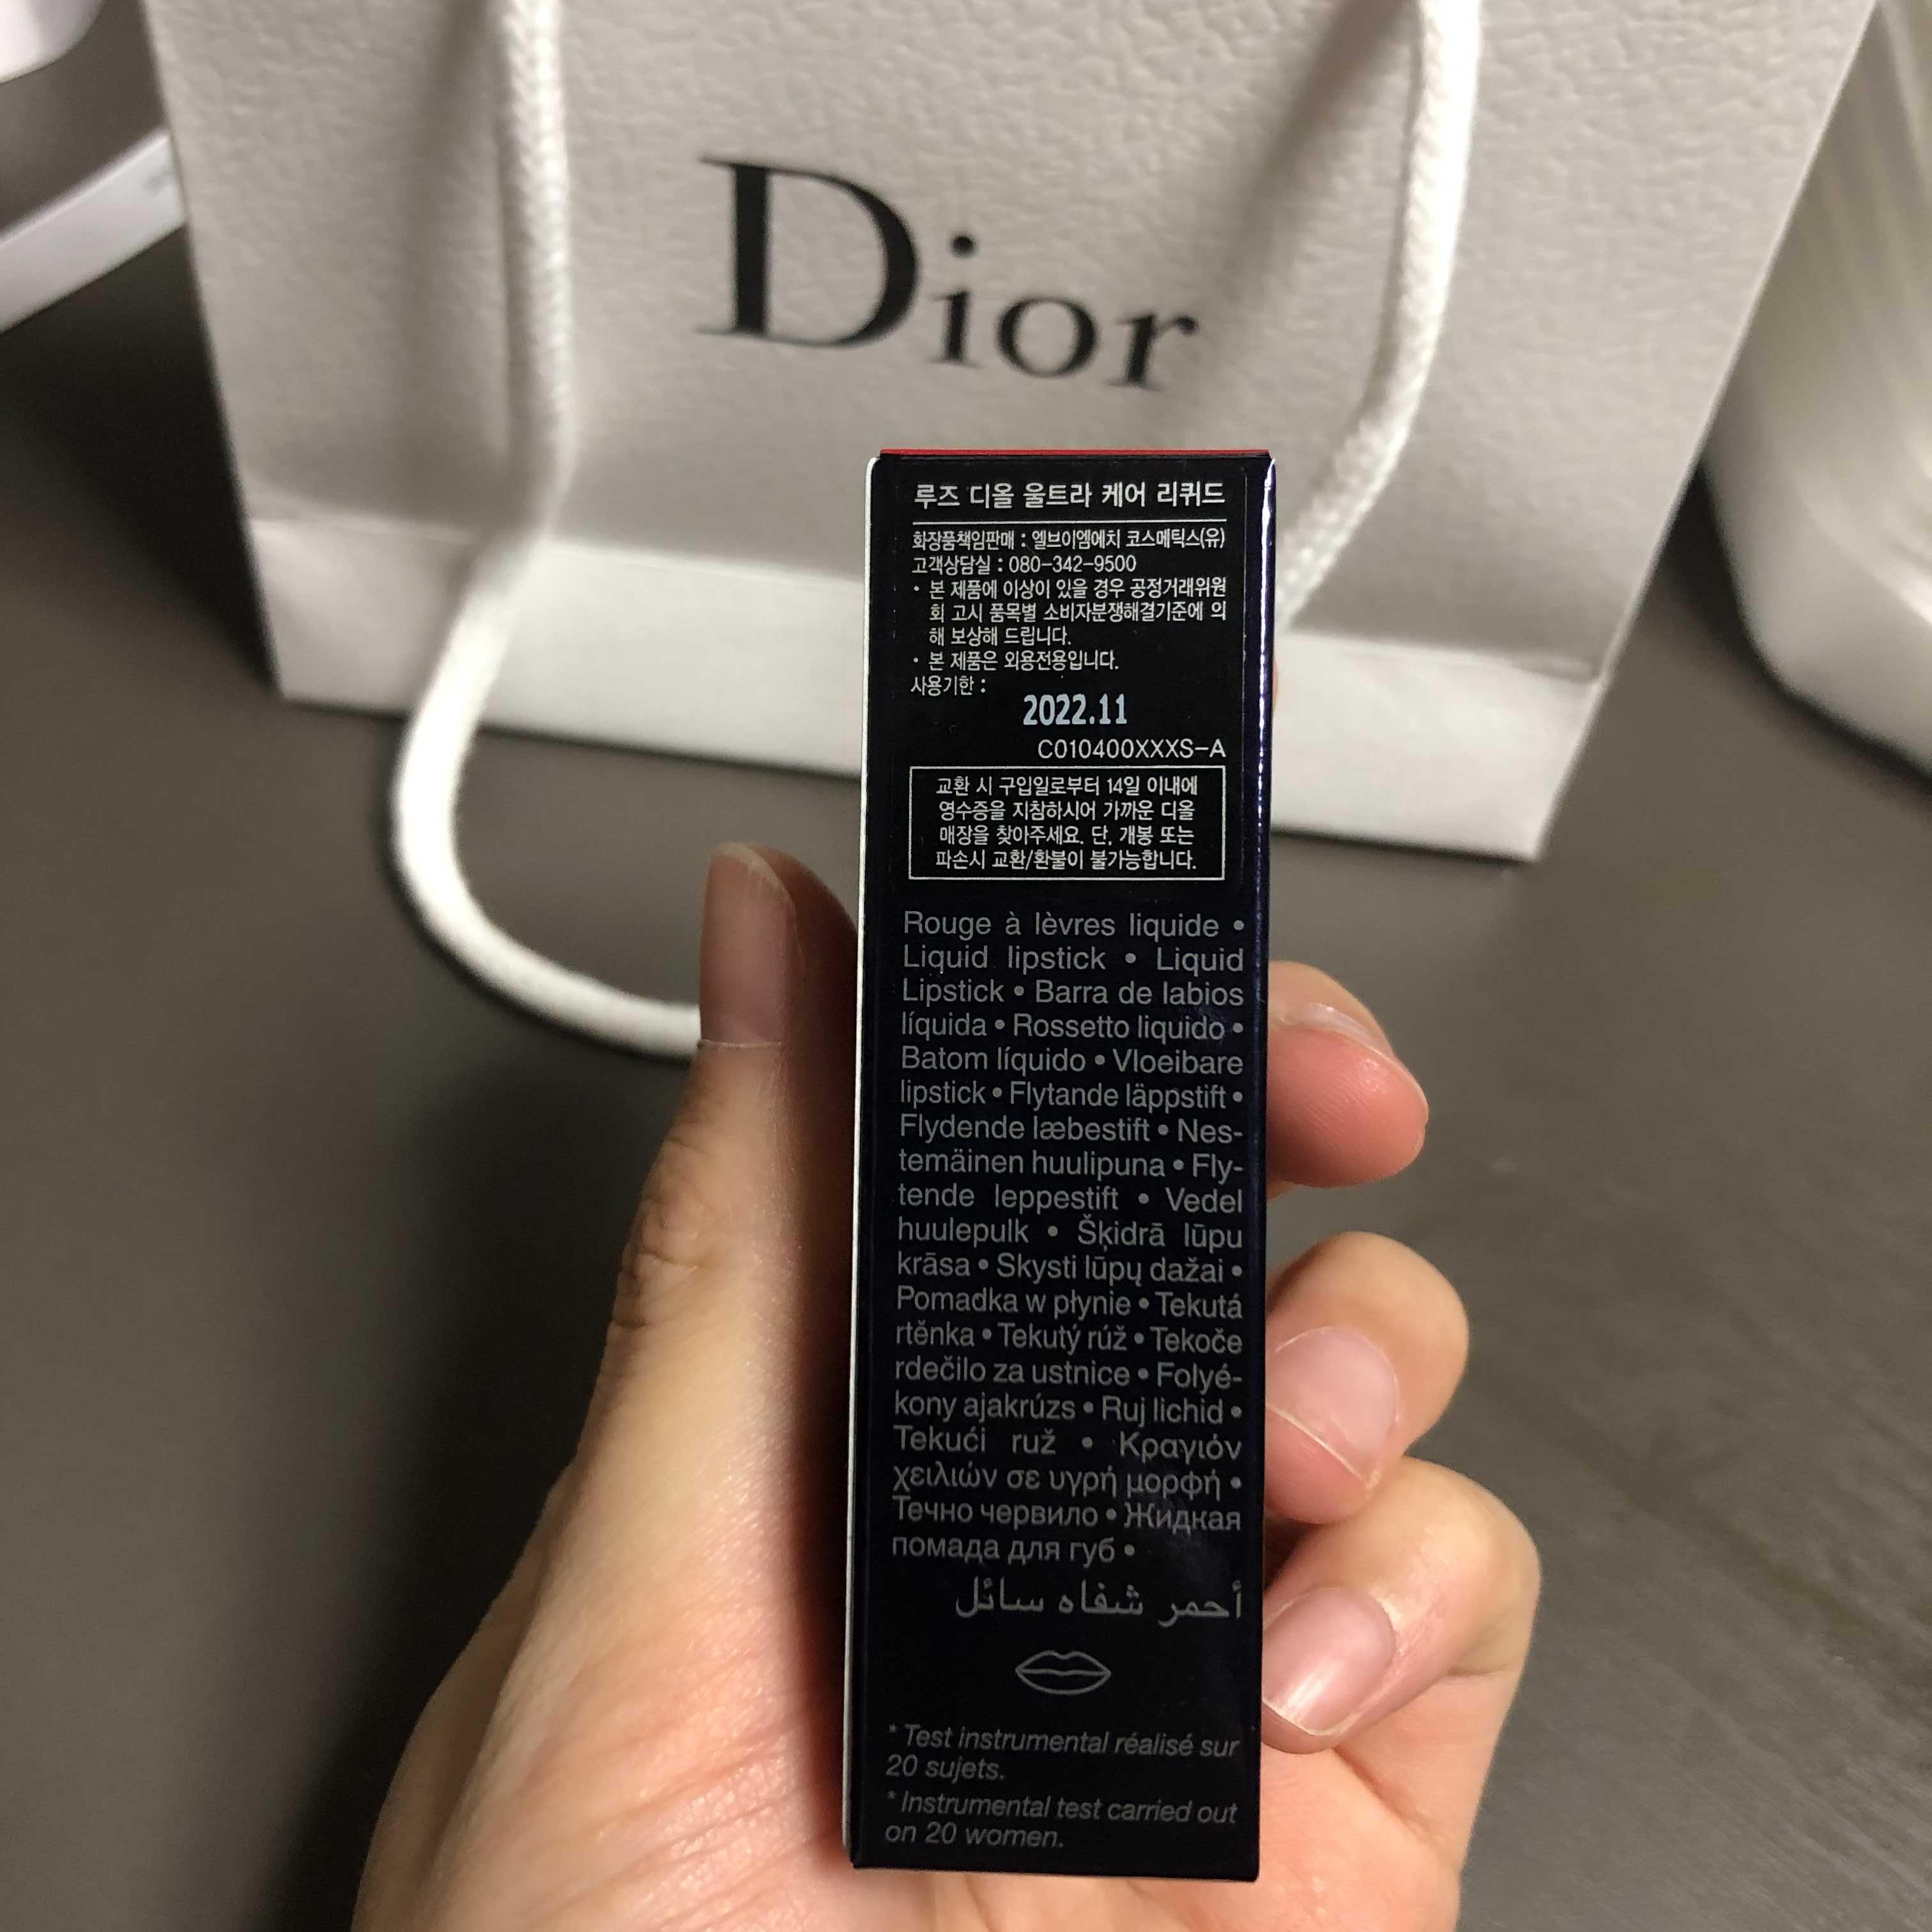 Dior
루즈 디올 울트라 케어 리퀴드
화장품책임판매 : 엘브이엠에치 코스메틱스(유)
고객상담실 : 080-342-9500
• 본 제품에 이상이 있을 경우 공정거래위원
회 고시 품목별 소비자분쟁해결기준에 의
해 보상해 드립니다.
• 본 제품은 외용전용입니다.
사용기한 :
2022.11
C010400XXXS-A
교환 시 구입일로부터 14일 이내에
영수증을 지참하시어 가까운 디올
매장을 찾아주세요. 단, 개봉 또는
파손시 교환/환불이 불가능합니다.
Rouge à lèvres liquide •
Liquid lipstick • Liquid
Lipstick • Barra de labios
líquida • Rossetto liquido •
Batom líquido • Vloeibare
lipstick • Flytande läppstift •
Flydende læbestift • Nes-
temäinen huulipuna • Fly-
tende leppestift • Vedel
huulepulk • Šķidrā lūpu
krāsa • Skysti lūpų dažai •
Pomadka w płynie • Tekutá
rtěnka • Tekutý rúž • Tekoče
rdečilo za ustnice • Folyé-
kony ajakrúzs • Ruj lichid •
Tekući ruž • Κραγιόν
χειλιών σε υγρή μορφή •
Течно червило • Жидкая
помада для губ •
أحمر شفاه سائل
* Test instrumental réalisé sur
20 sujets.
* Instrumental test carried out
on 20 women.